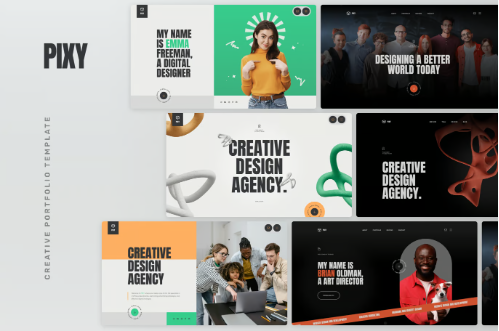 PIXY
CREATIVE PORTFOLIO TEMPLATE
MY NAME
IS EMMA
FREEMAN,
A DIGITAL
DESIGNER
DESIGNING A BETTER
WORLD TODAY
CREATIVE
DESIGN
AGENCY.
CREATIVE
DESIGN
AGENCY.
CREATIVE
DESIGN
AGENCY
MY NAME IS
BRIAN OLDMAN,
A ART DIRECTOR